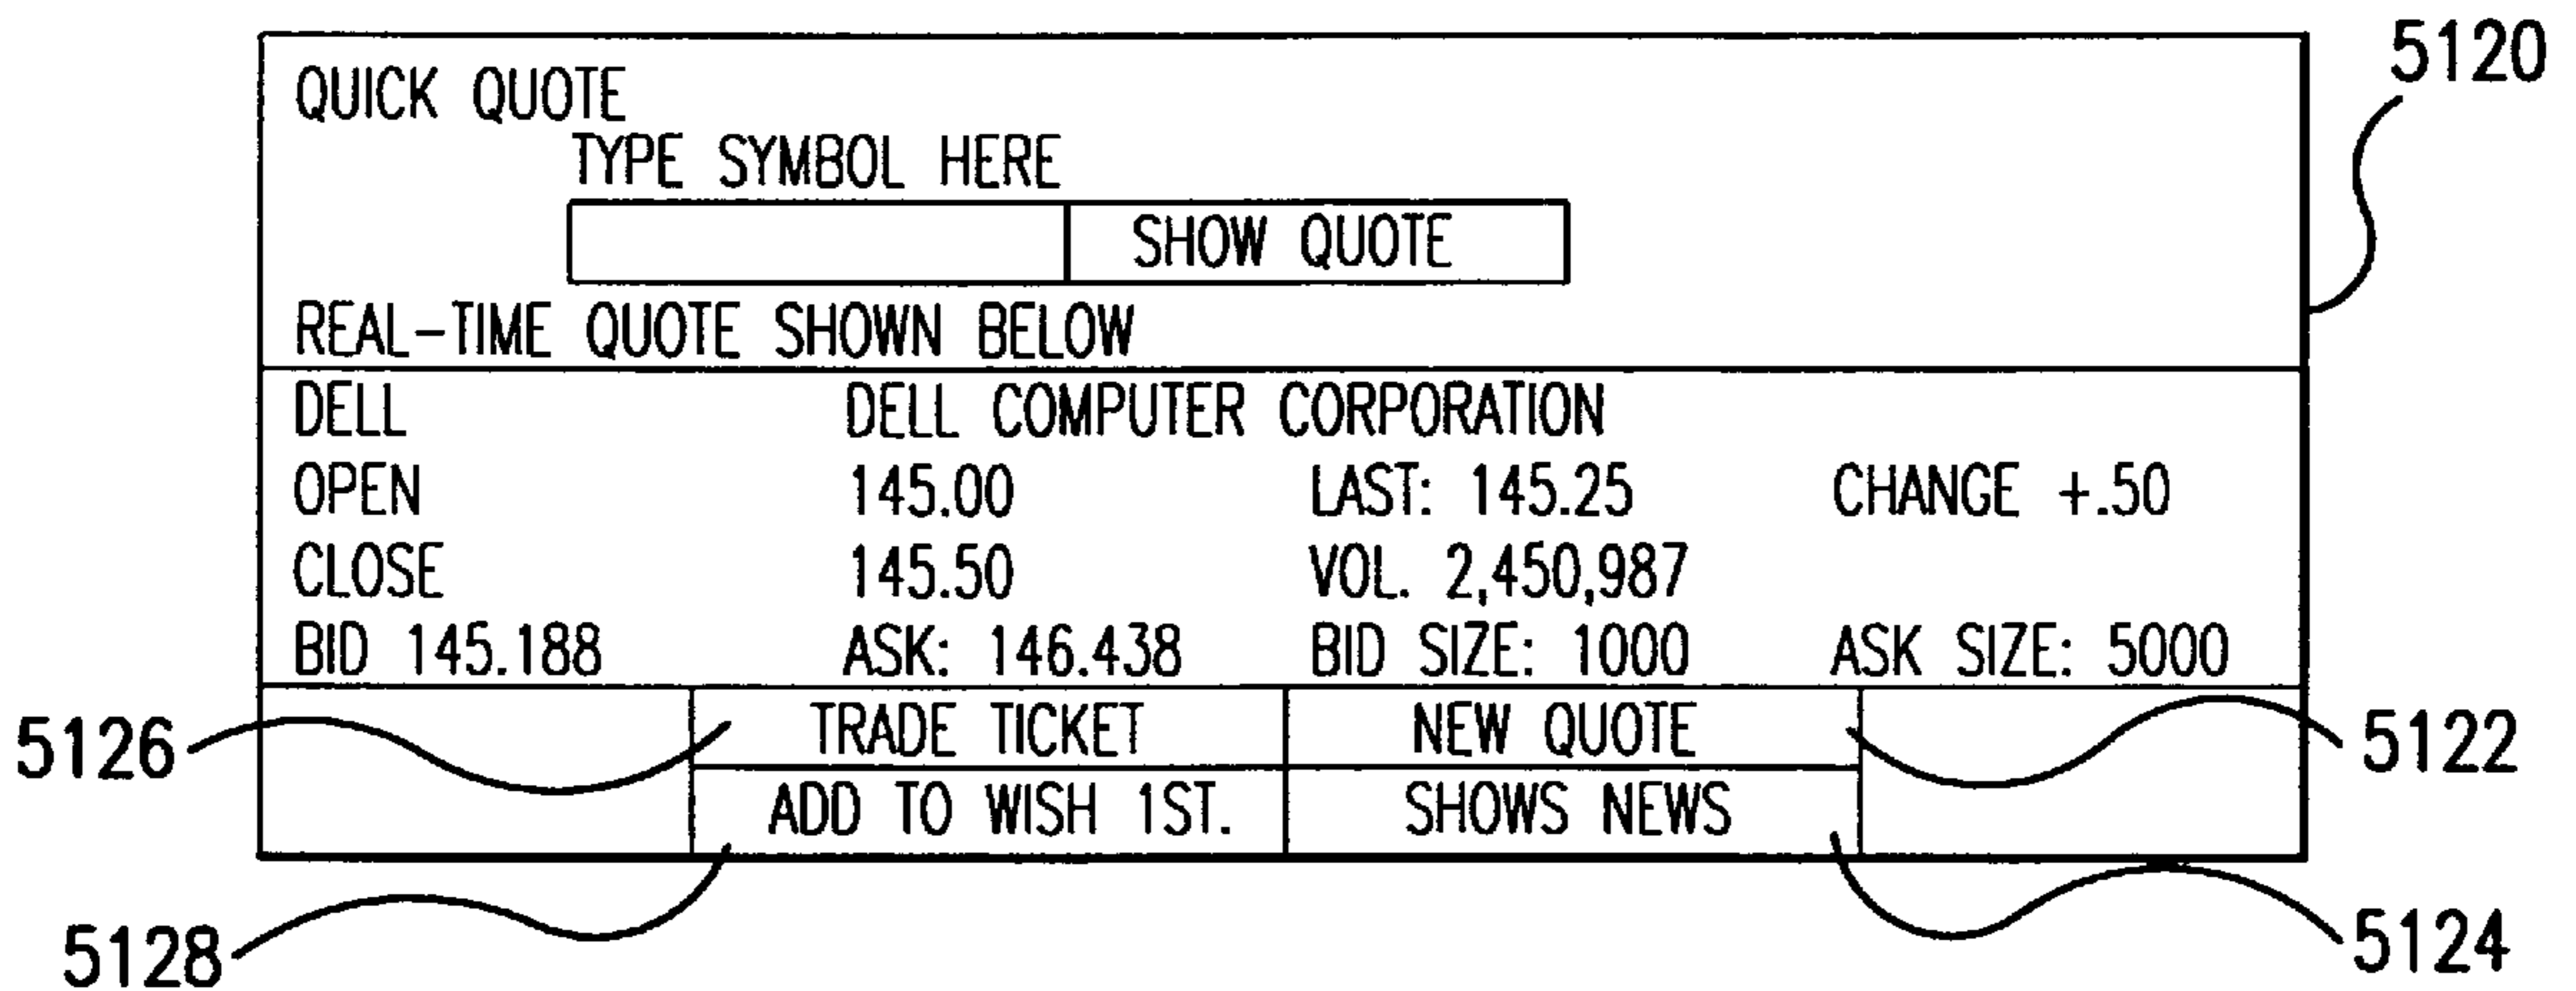 5120
QUICK QUOTE
TYPE SYMBOL HERE
SHOW QUOTE
REAL-TIME QUOTE SHOWN BELOW
DELL DELL COMPUTER CORPORATION
OPEN 145.00 LAST: 145.25 CHANGE +.50
CLOSE 145.50 VOL. 2,450,987
BID 145.188 ASK: 146.438 BID SIZE: 1000 ASK SIZE: 5000
5126 TRADE TICKET NEW QUOTE 5122
ADD TO WISH 1ST. SHOWS NEWS
5128 5124